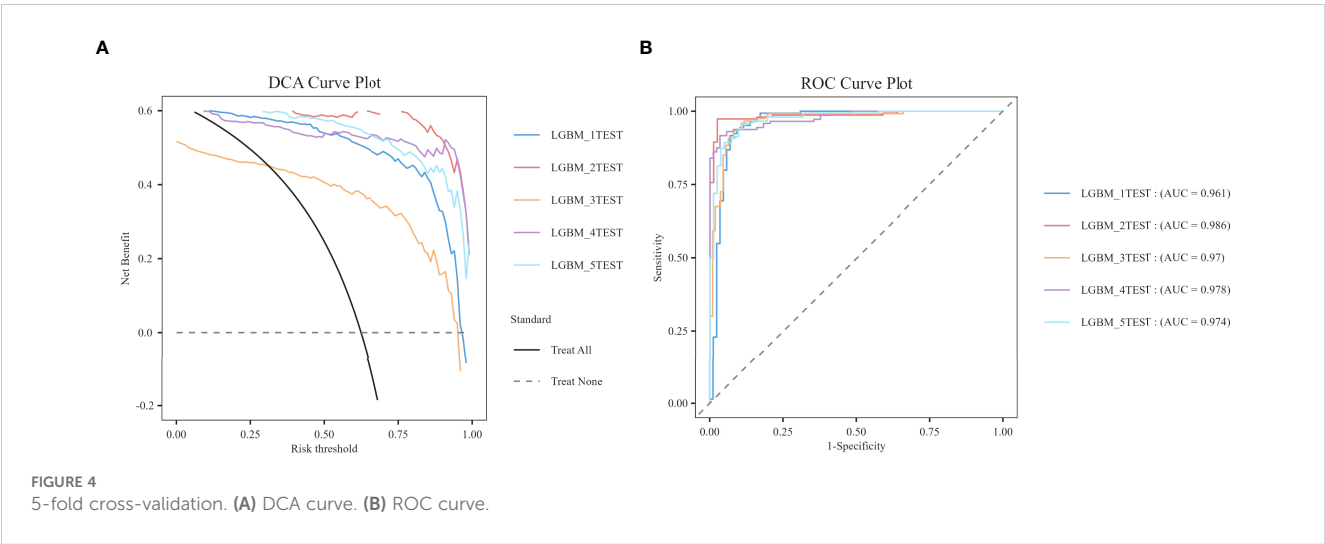 A
B
DCA Curve Plot
ROC Curve Plot
0.6
0.4
0.2
0.0
-0.2
Net Benefit
0.00 0.25 0.50 0.75 1.00
Risk threshold
LGBM_1TEST
LGBM_2TEST
LGBM_3TEST
LGBM_4TEST
LGBM_5TEST
Standard
Treat All
Treat None
1.00
0.75
0.50
0.25
0.00
Sensitivity
0.00 0.25 0.50 0.75 1.00
1-Specificity
LGBM_1TEST : (AUC = 0.961)
LGBM_2TEST : (AUC = 0.986)
LGBM_3TEST : (AUC = 0.97)
LGBM_4TEST : (AUC = 0.978)
LGBM_5TEST : (AUC = 0.974)
FIGURE 4
5-fold cross-validation. (A) DCA curve. (B) ROC curve.